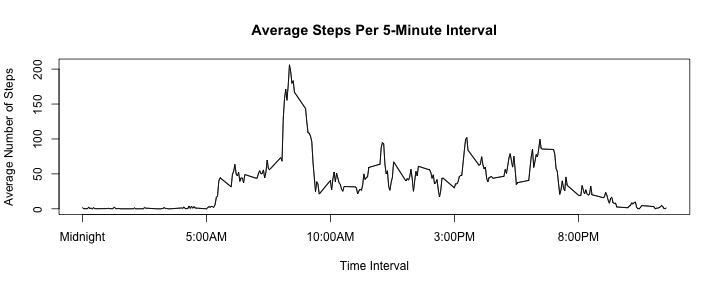 Average Steps Per 5-Minute Interval
Average Number of Steps
200
150
100
50
0
Midnight 5:00AM 10:00AM 3:00PM 8:00PM
Time Interval